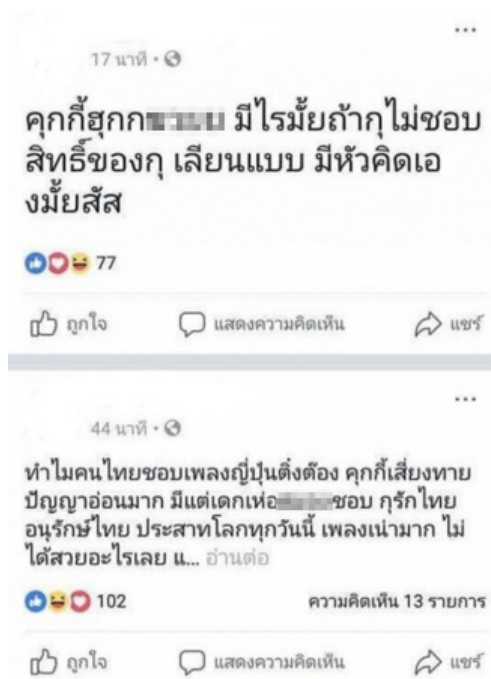 17 นาที
คุกกี้ฮุกก มีไรมั้ยถ้ากุไม่ชอบ
สิทธิ์ของกุ เลียนแบบ มีหัวคิดเอ
งมั้ยสัส
77
ถูกใจ แสดงความคิดเห็น แชร์
44 นาที
ทำไมคนไทยชอบเพลงญี่ปุ่นติ่งต๊อง คุกกี้เสี่ยงทาย
ปัญญาอ่อนมาก มีแต่เดกเห่อ ชอบ กุรักไทย
อนุรักษ์ไทย ประสาทโลกทุกวันนี้ เพลงเน่ามาก ไม่
ได้สวยอะไรเลย แ... อ่านต่อ
102 ความคิดเห็น 13 รายการ
ถูกใจ แสดงความคิดเห็น แชร์